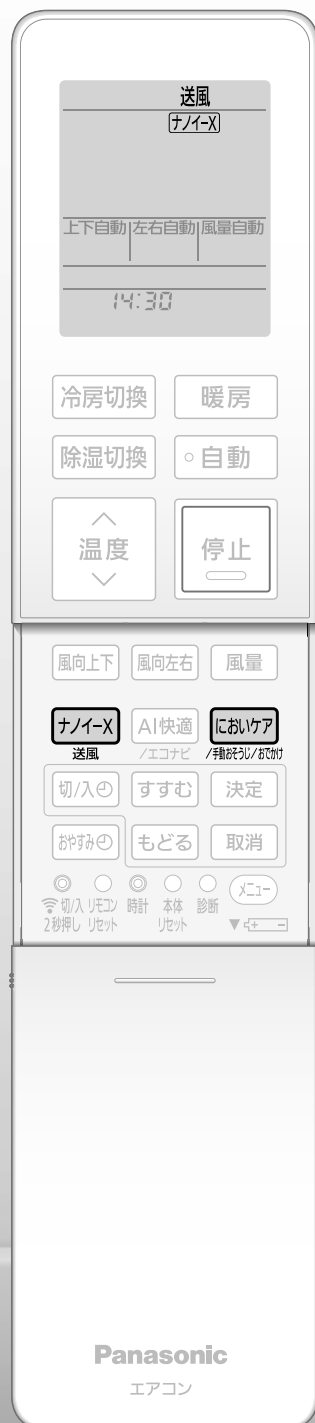 送風
ナノイーX
上下自動 左右自動 風量自動
14:30
冷房切換 暖房
除湿切換 自動
温度 停止
風向上下 風向左右 風量
ナノイーX AI快適 においケア
送風 /エコナビ /手動おそうじ/おでかけ
切/入 すすむ 決定
おやすみ もどる 取消
メニュー
切/入 リモコン 時計 本体 診断
2秒押し リセット リセット ▼ + −
Panasonic
エアコン